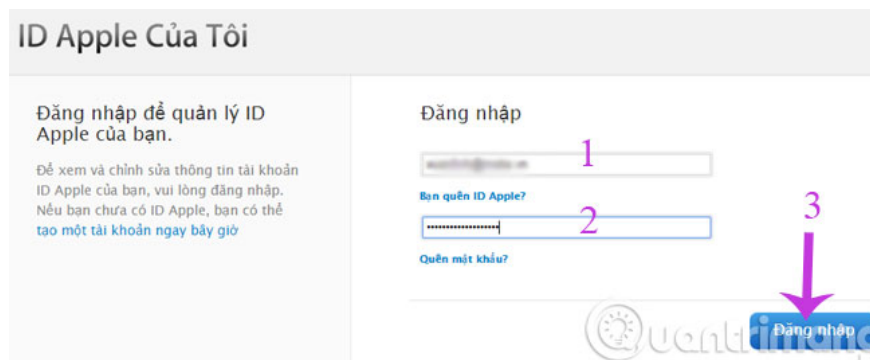 ID Apple Của Tôi
Đăng nhập để quản lý ID
Apple của bạn.
Để xem và chỉnh sửa thông tin tài khoản
ID Apple của bạn, vui lòng đăng nhập.
Nếu bạn chưa có ID Apple, bạn có thể
tạo một tài khoản ngay bây giờ
Đăng nhập
1
Bạn quên ID Apple?
2
Quên mật khẩu?
3
Đăng nhập
Quantrimang